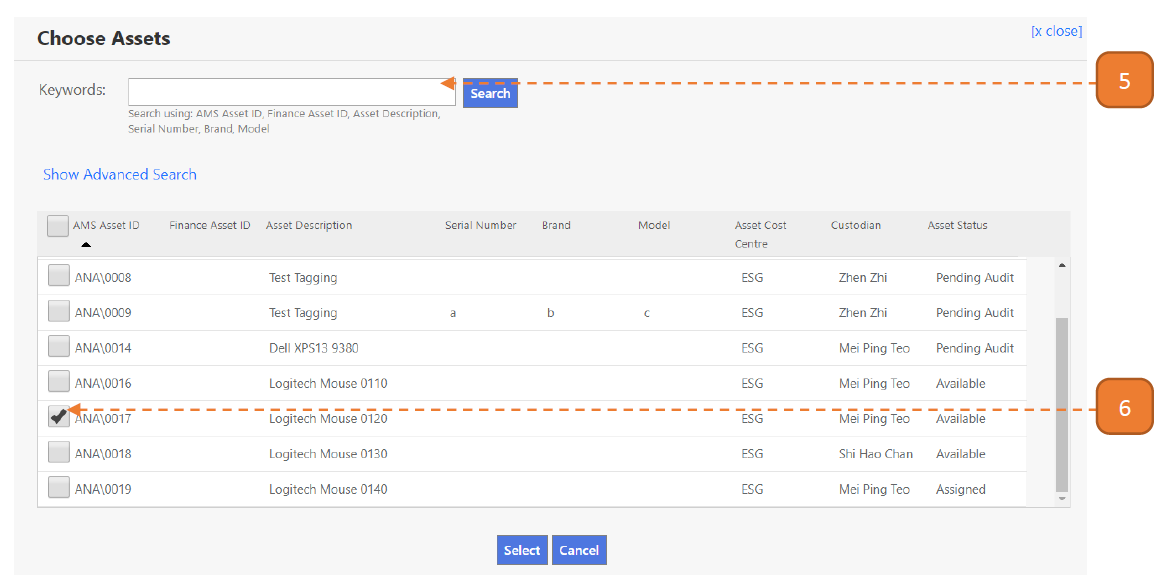 Choose Assets
[x close]
5
Keywords:
Search
Search using: AMS Asset ID, Finance Asset ID, Asset Description,
Serial Number, Brand, Model
Show Advanced Search
AMS Asset ID Finance Asset ID Asset Description Serial Number Brand Model Asset Cost Centre Custodian Asset Status
ANA\0008 Test Tagging ESG Zhen Zhi Pending Audit
ANA\0009 Test Tagging a b c ESG Zhen Zhi Pending Audit
ANA\0014 Dell XPS13 9380 ESG Mei Ping Teo Pending Audit
ANA\0016 Logitech Mouse 0110 ESG Mei Ping Teo Available
ANA\0017 Logitech Mouse 0120 ESG Mei Ping Teo Available
6
ANA\0018 Logitech Mouse 0130 ESG Shi Hao Chan Available
ANA\0019 Logitech Mouse 0140 ESG Mei Ping Teo Assigned
Select Cancel